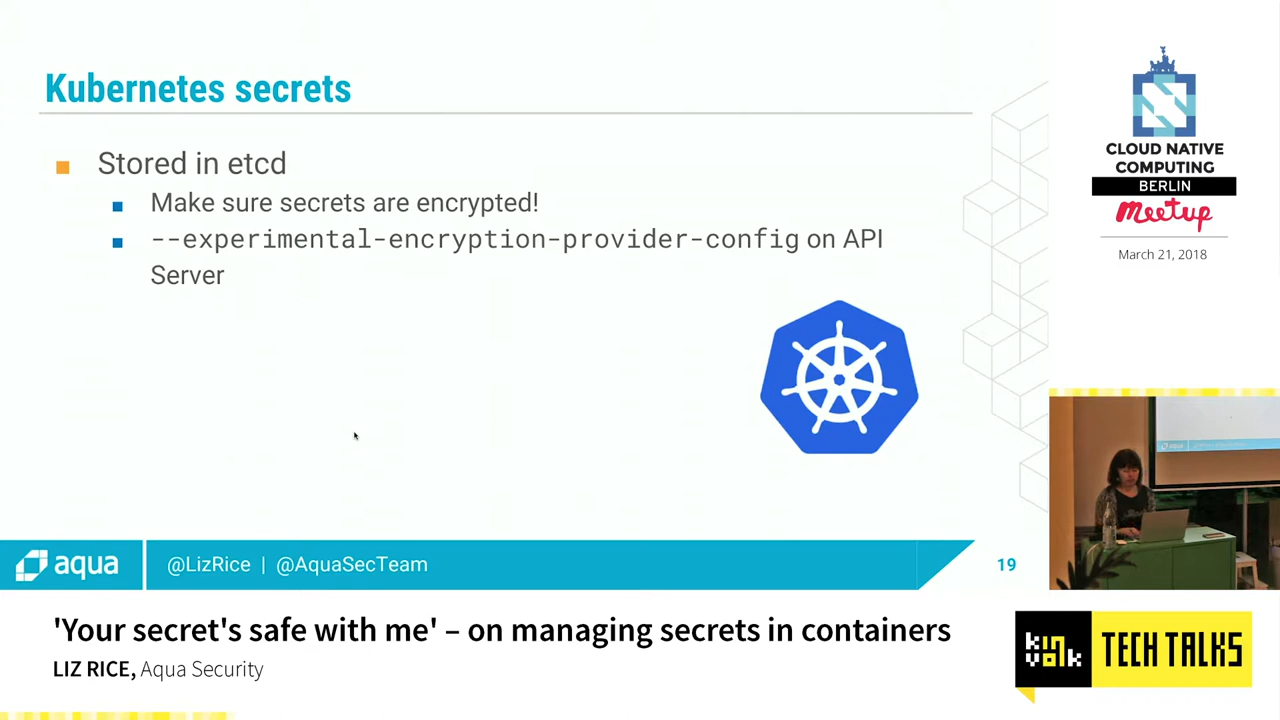 Kubernetes secrets
Stored in etcd
Make sure secrets are encrypted!
--experimental-encryption-provider-config on API
Server
aqua
@LizRice | @AquaSecTeam
19
CLOUD NATIVE
COMPUTING
BERLIN
Meetup
March 21, 2018
aqua
'Your secret's safe with me' – on managing secrets in containers
LIZ RICE, Aqua Security
kinvolk
TECH TALKS